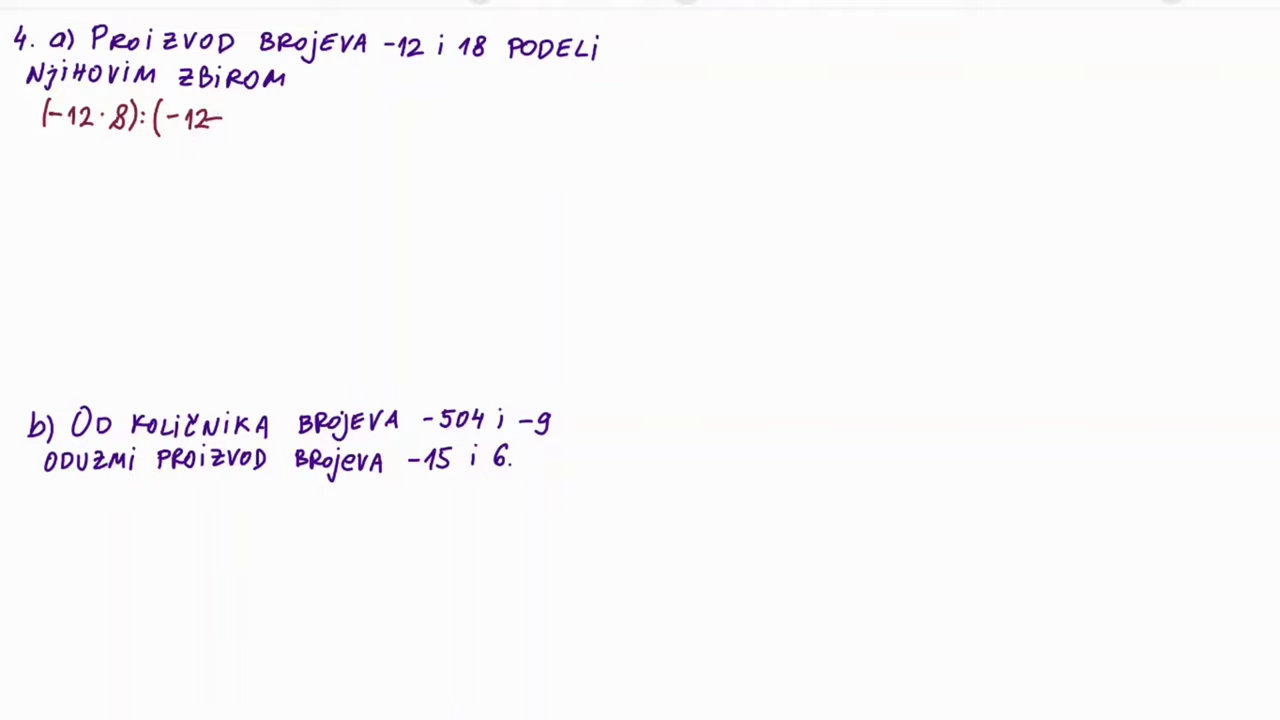 4. a) PROiZVOD BROjEVA -12 i 18 PODELi
NjiHOViM ZBiROM
(-12·8):(-12
b) OD KOLiČNiKA BROjEVA -504 i -9
ODUZMi PROiZVOD BROjEVA -15 i 6.